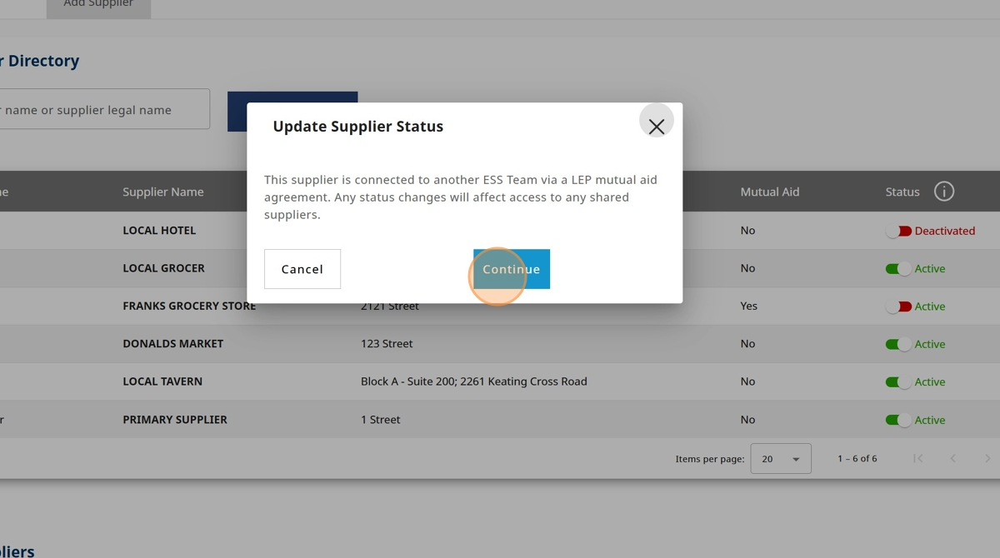 Add Supplier
r Directory
r name or supplier legal name
Update Supplier Status
This supplier is connected to another ESS Team via a LEP mutual aid
agreement. Any status changes will affect access to any shared
suppliers.
Cancel
Continue
ne Supplier Name Mutual Aid Status
LOCAL HOTEL No Deactivated
LOCAL GROCER No Active
FRANKS GROCERY STORE 2121 Street Yes Active
DONALDS MARKET 123 Street No Active
LOCAL TAVERN Block A - Suite 200; 2261 Keating Cross Road No Active
r PRIMARY SUPPLIER 1 Street No Active
Items per page: 20 1 – 6 of 6
pliers